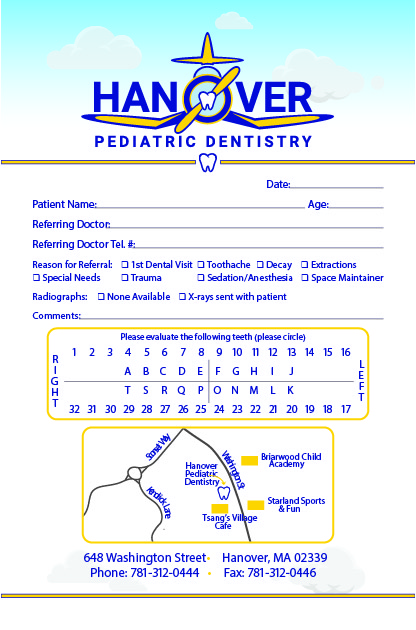 HANOVER
PEDIATRIC DENTISTRY
Date:
Patient Name: Age:
Referring Doctor:
Referring Doctor Tel. #:
Reason for Referral: ❑ 1st Dental Visit ❑ Toothache ❑ Decay ❑ Extractions
❑ Special Needs ❑ Trauma ❑ Sedation/Anesthesia ❑ Space Maintainer
Radiographs: ❑ None Available ❑ X-rays sent with patient
Comments:
Please evaluate the following teeth (please circle)
RIGHT
1 2 3 4 5 6 7 8 9 10 11 12 13 14 15 16
A B C D E F G H I J
T S R Q P O N M L K
32 31 30 29 28 27 26 25 24 23 22 21 20 19 18 17
LEFT
Washington St
Hanover
Pediatric
Dentistry
Briarwood Child
Academy
Starland Sports
& Fun
Tsang's Village
Cafe
648 Washington Street • Hanover, MA 02339
Phone: 781-312-0444 • Fax: 781-312-0446